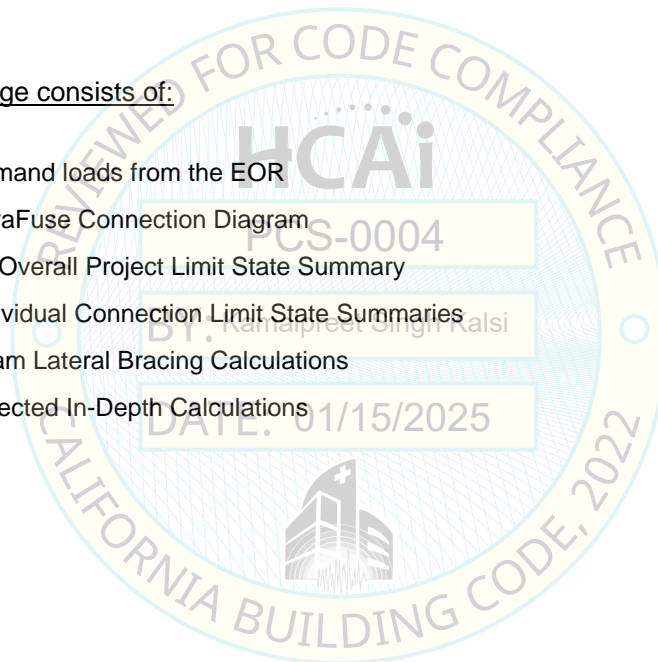 ge consists of:
mand loads from the EOR
aFuse Connection Diagram
Overall Project Limit State Summary
vidual Connection Limit State Summaries
am Lateral Bracing Calculations
ected In-Depth Calculations
REVIEWED FOR CODE COMPLIANCE
HCAi
PCS-0004
BY: Kamalpreet Singh Kalsi
DATE: 01/15/2025
CALIFORNIA BUILDING CODE, 2022